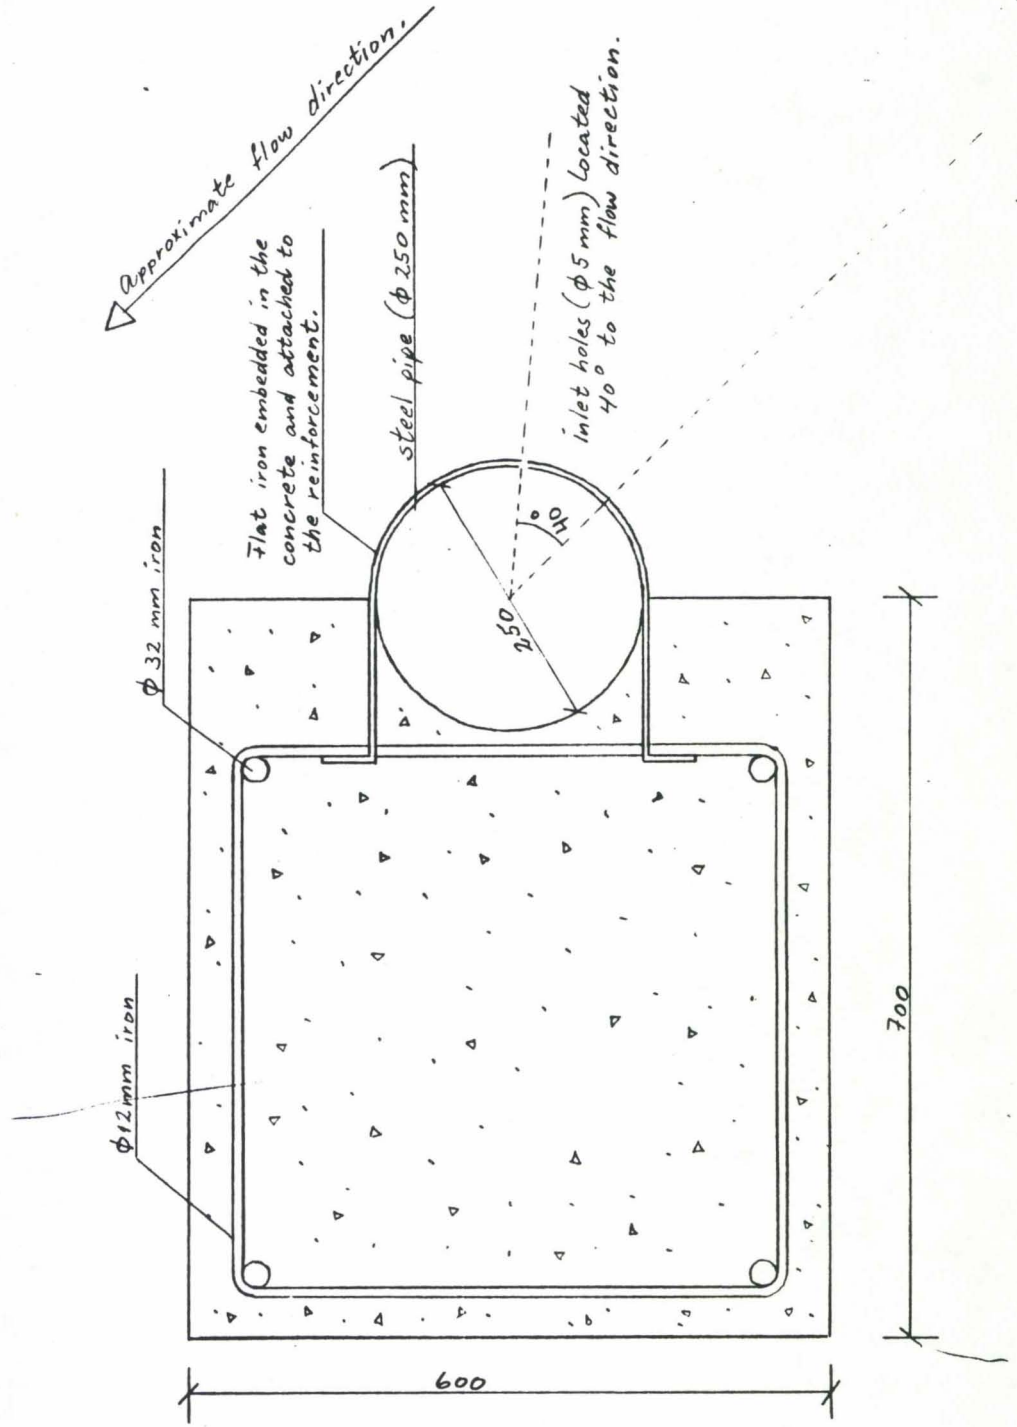 approximate flow direction.
Flat iron embedded in the
concrete and attached to
the reinforcement.
steel pipe (ϕ 250 mm)
inlet holes (ϕ 5 mm) Located
40° to the flow direction.
ϕ 32 mm iron
40°
250
ϕ12mm iron
700
600